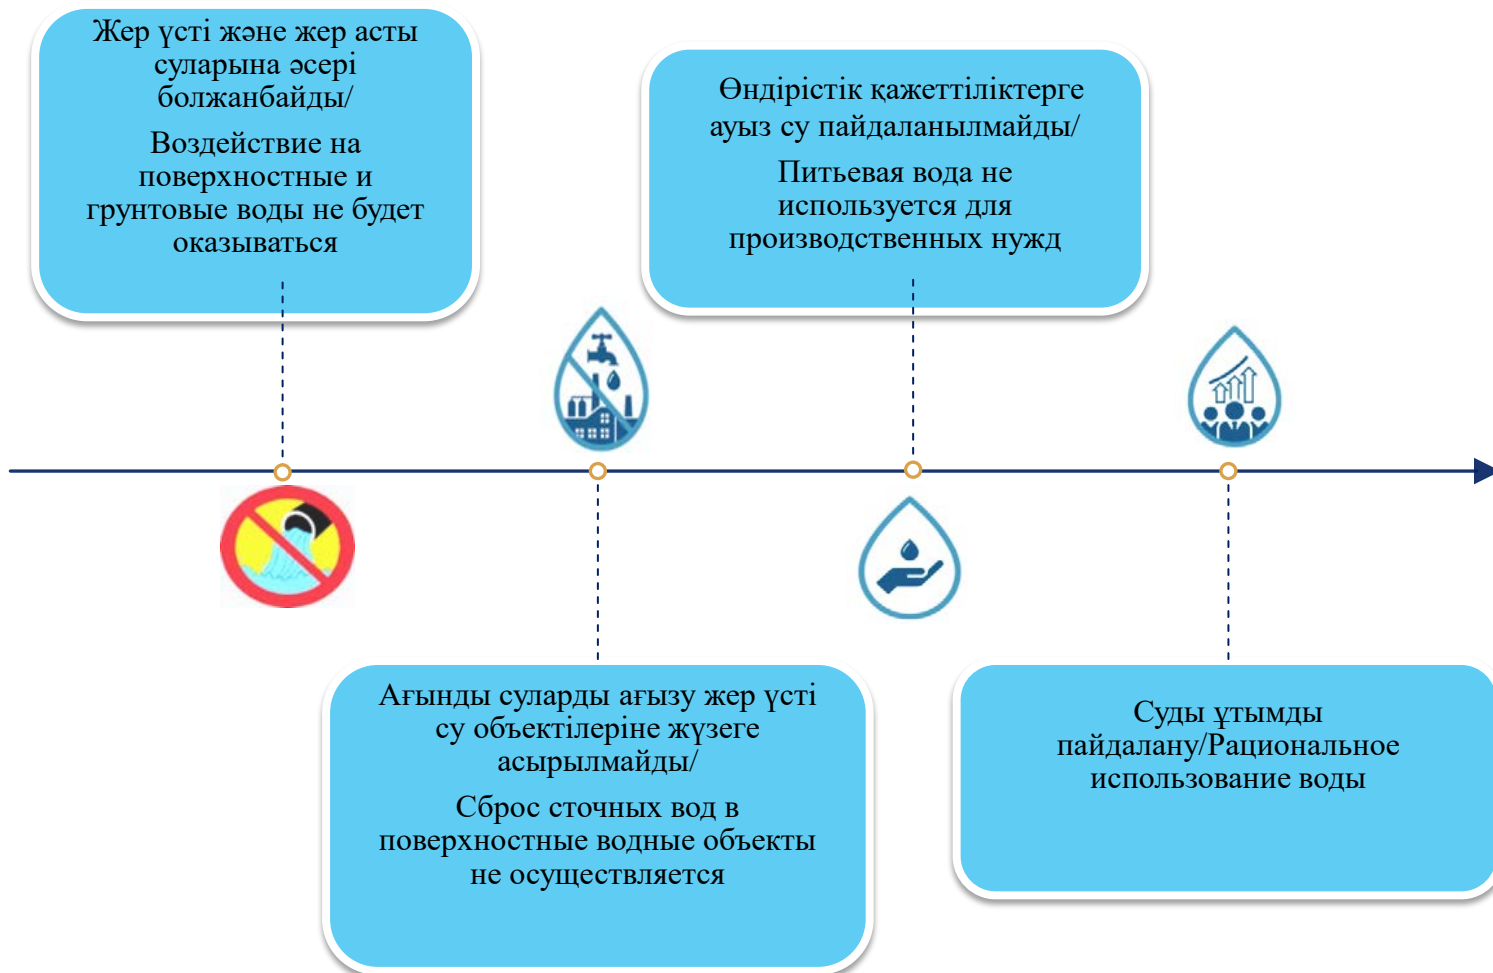 Жер үсті және жер асты
суларына әсері
болжанбайды/
Воздействие на
поверхностные и
грунтовые воды не будет
оказываться
Өндірістік қажеттіліктерге
ауыз су пайдаланылмайды/
Питьевая вода не
используется для
производственных нужд
Ағынды суларды ағызу жер үсті
су объектілеріне жүзеге
асырылмайды/
Сброс сточных вод в
поверхностные водные объекты
не осуществляется
Суды ұтымды
пайдалану/Рациональное
использование воды